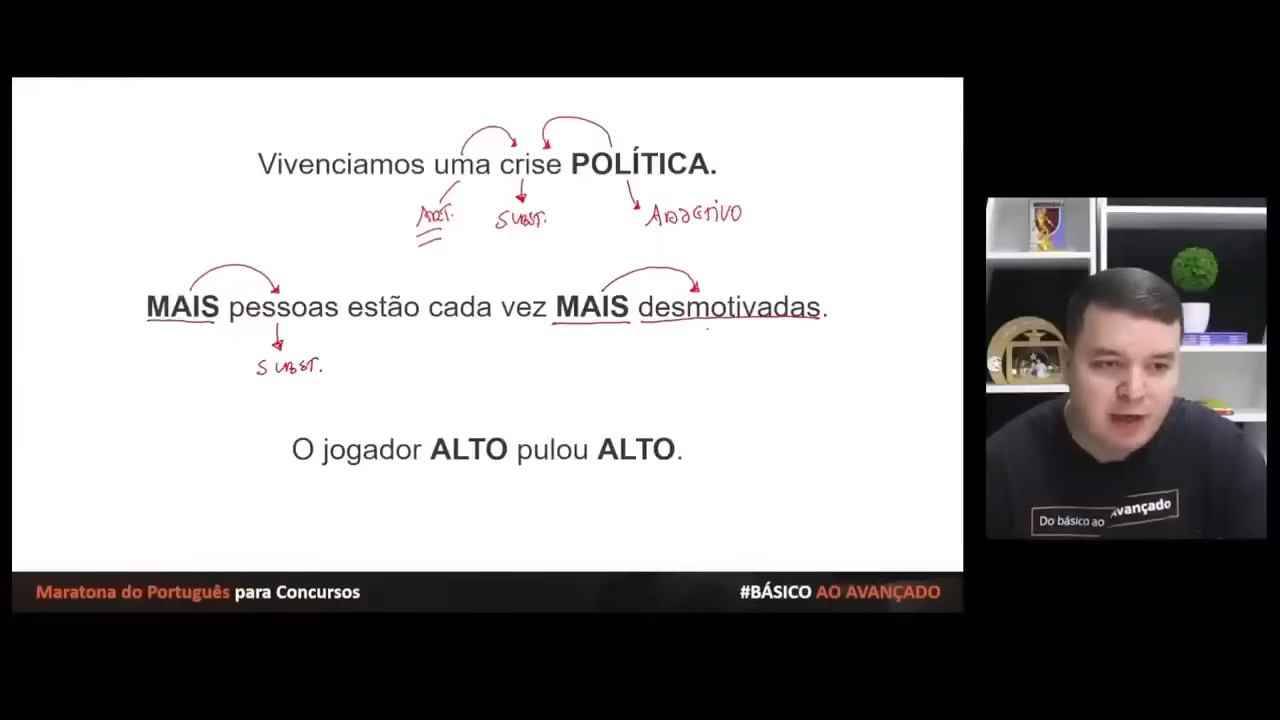 Vivenciamos uma crise POLÍTICA.
ART. SUBST. ADJETIVO
MAIS pessoas estão cada vez MAIS desmotivadas.
SUBST.
O jogador ALTO pulou ALTO.
Do básico ao Avançado
Maratona do Português para Concursos
#BÁSICO AO AVANÇADO